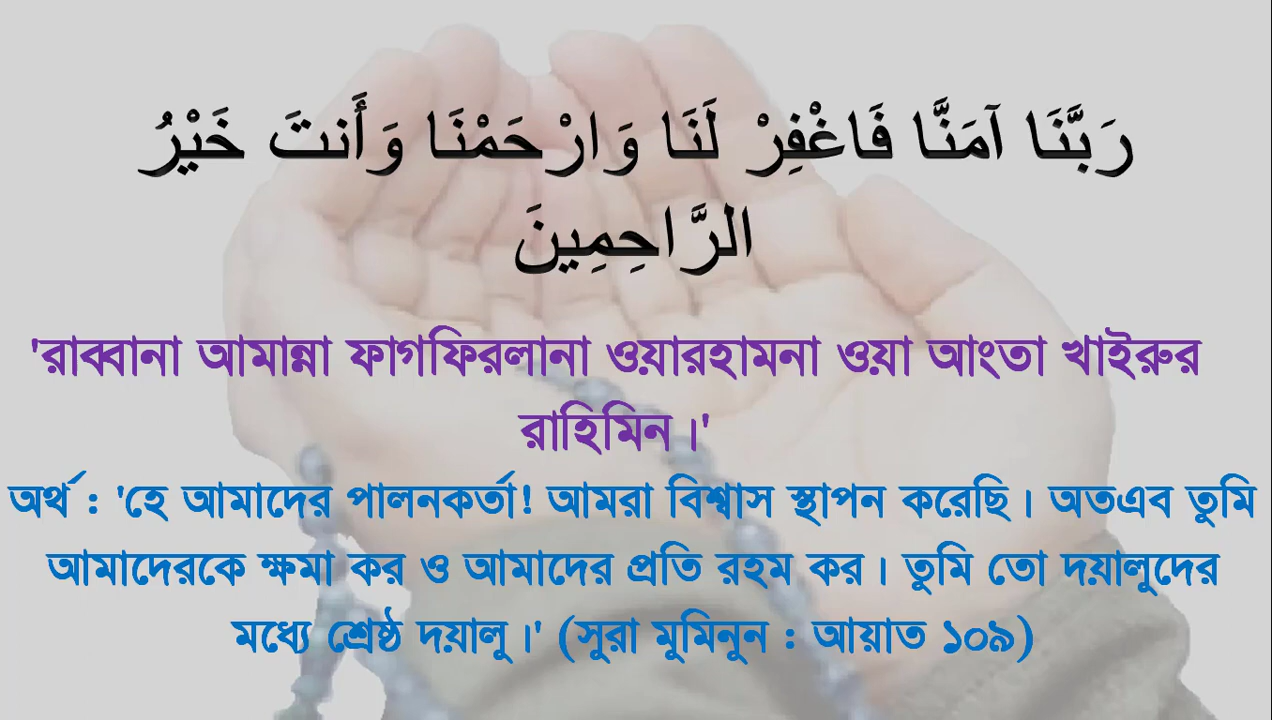 رَبَّنَا آمَنَّا فَاغْفِرْ لَنَا وَارْحَمْنَا وَأَنتَ خَيْرُ
الرَّاحِمِينَ
'রাব্বানা আমান্না ফাগফিরলানা ওয়ারহামনা ওয়া আংতা খাইরুর
রাহিমিন।'
অর্থ : 'হে আমাদের পালনকর্তা! আমরা বিশ্বাস স্থাপন করেছি। অতএব তুমি
আমাদেরকে ক্ষমা কর ও আমাদের প্রতি রহম কর। তুমি তো দয়ালুদের
মধ্যে শ্রেষ্ঠ দয়ালু।' (সুরা মুমিনুন : আয়াত ১০৯)